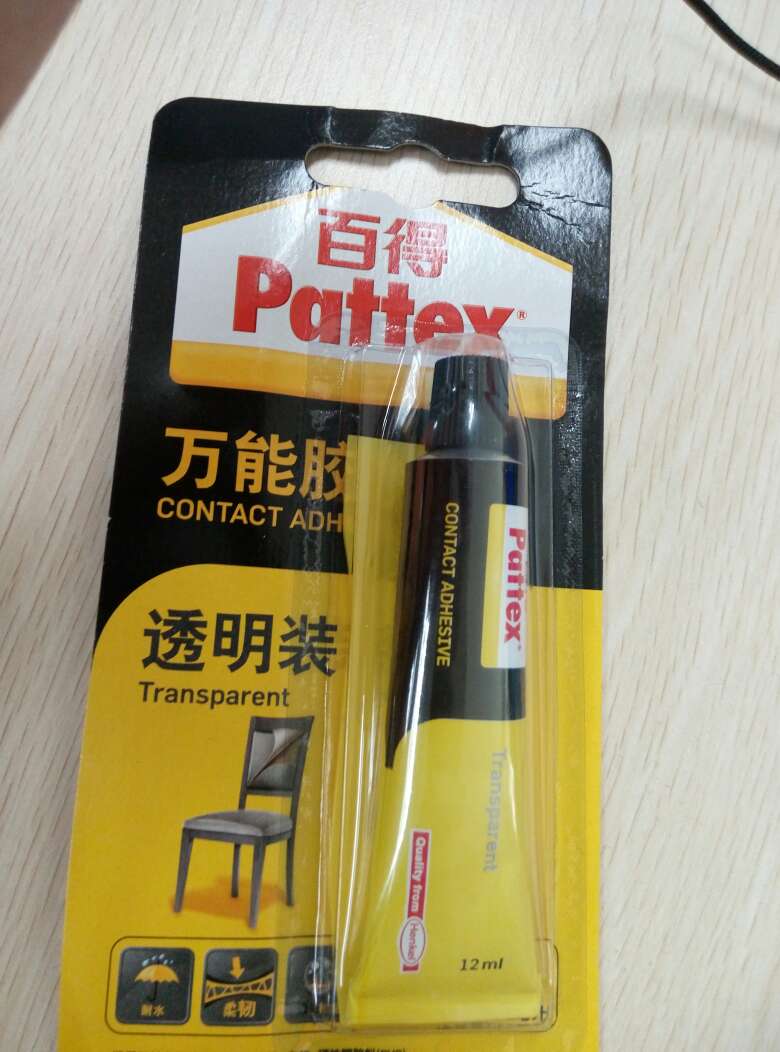 百得
Pattex®
万能胶
CONTACT ADH
透明装
Transparent
耐水
柔韧
CONTACT ADHESIVE
Pattex
Transparent
Quality from
Henkel
12ml